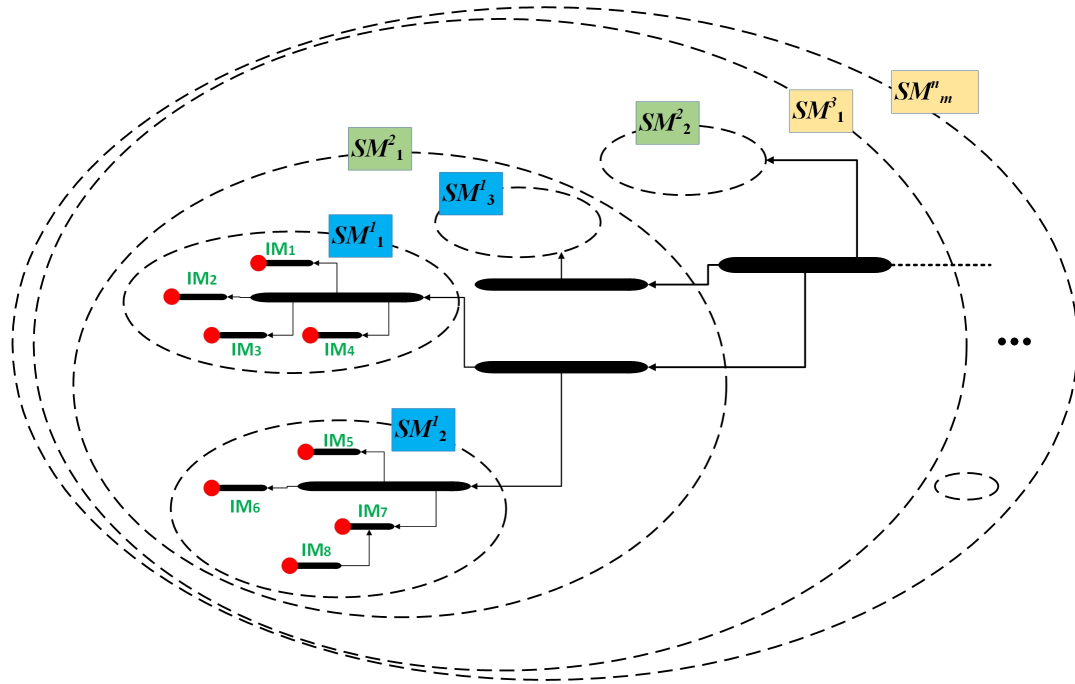 SMⁿₘ
SM³₁
SM²₂
SM²₁
SM¹₃
SM¹₁
IM₁
IM₂
IM₃
IM₄
SM¹₂
IM₅
IM₆
IM₇
IM₈